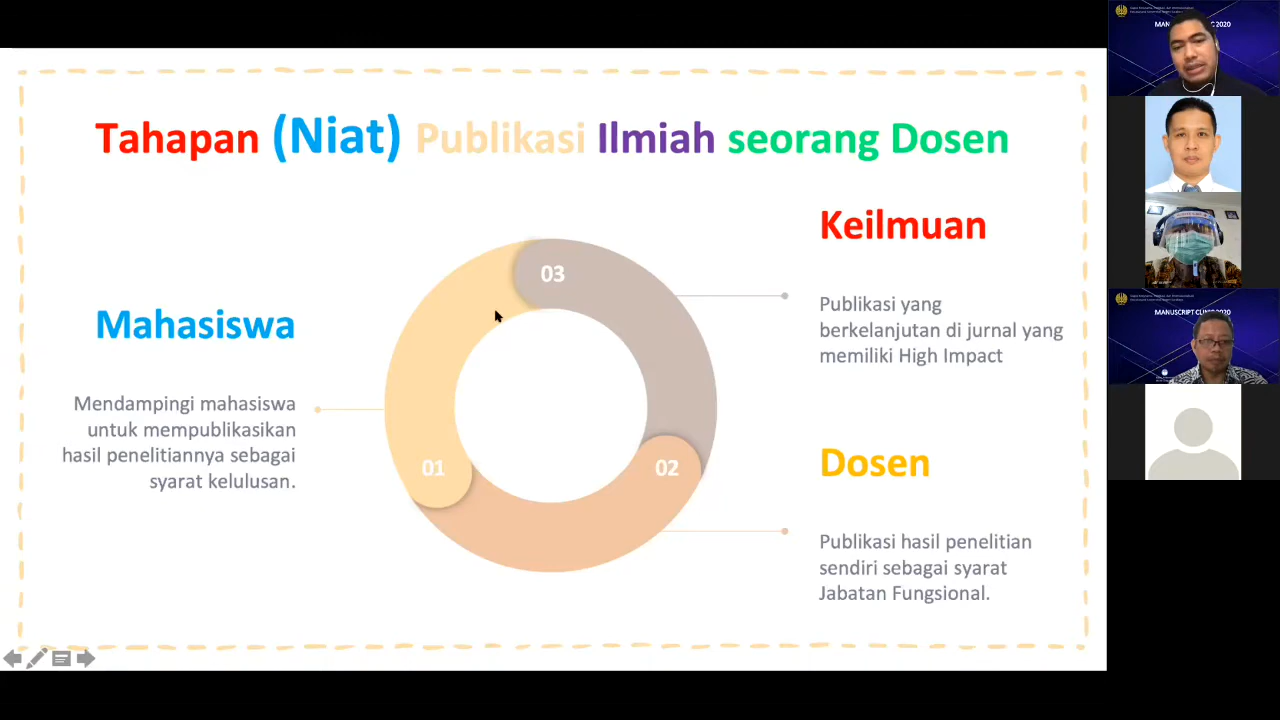 Tahapan (Niat) Publikasi Ilmiah seorang Dosen
Mahasiswa
Mendampingi mahasiswa
untuk mempublikasikan
hasil penelitiannya sebagai
syarat kelulusan.
01
02
03
Keilmuan
Publikasi yang
berkelanjutan di jurnal yang
memiliki High Impact
Dosen
Publikasi hasil penelitian
sendiri sebagai syarat
Jabatan Fungsional.
2020
MANUSCRIPT CLINIC 2020